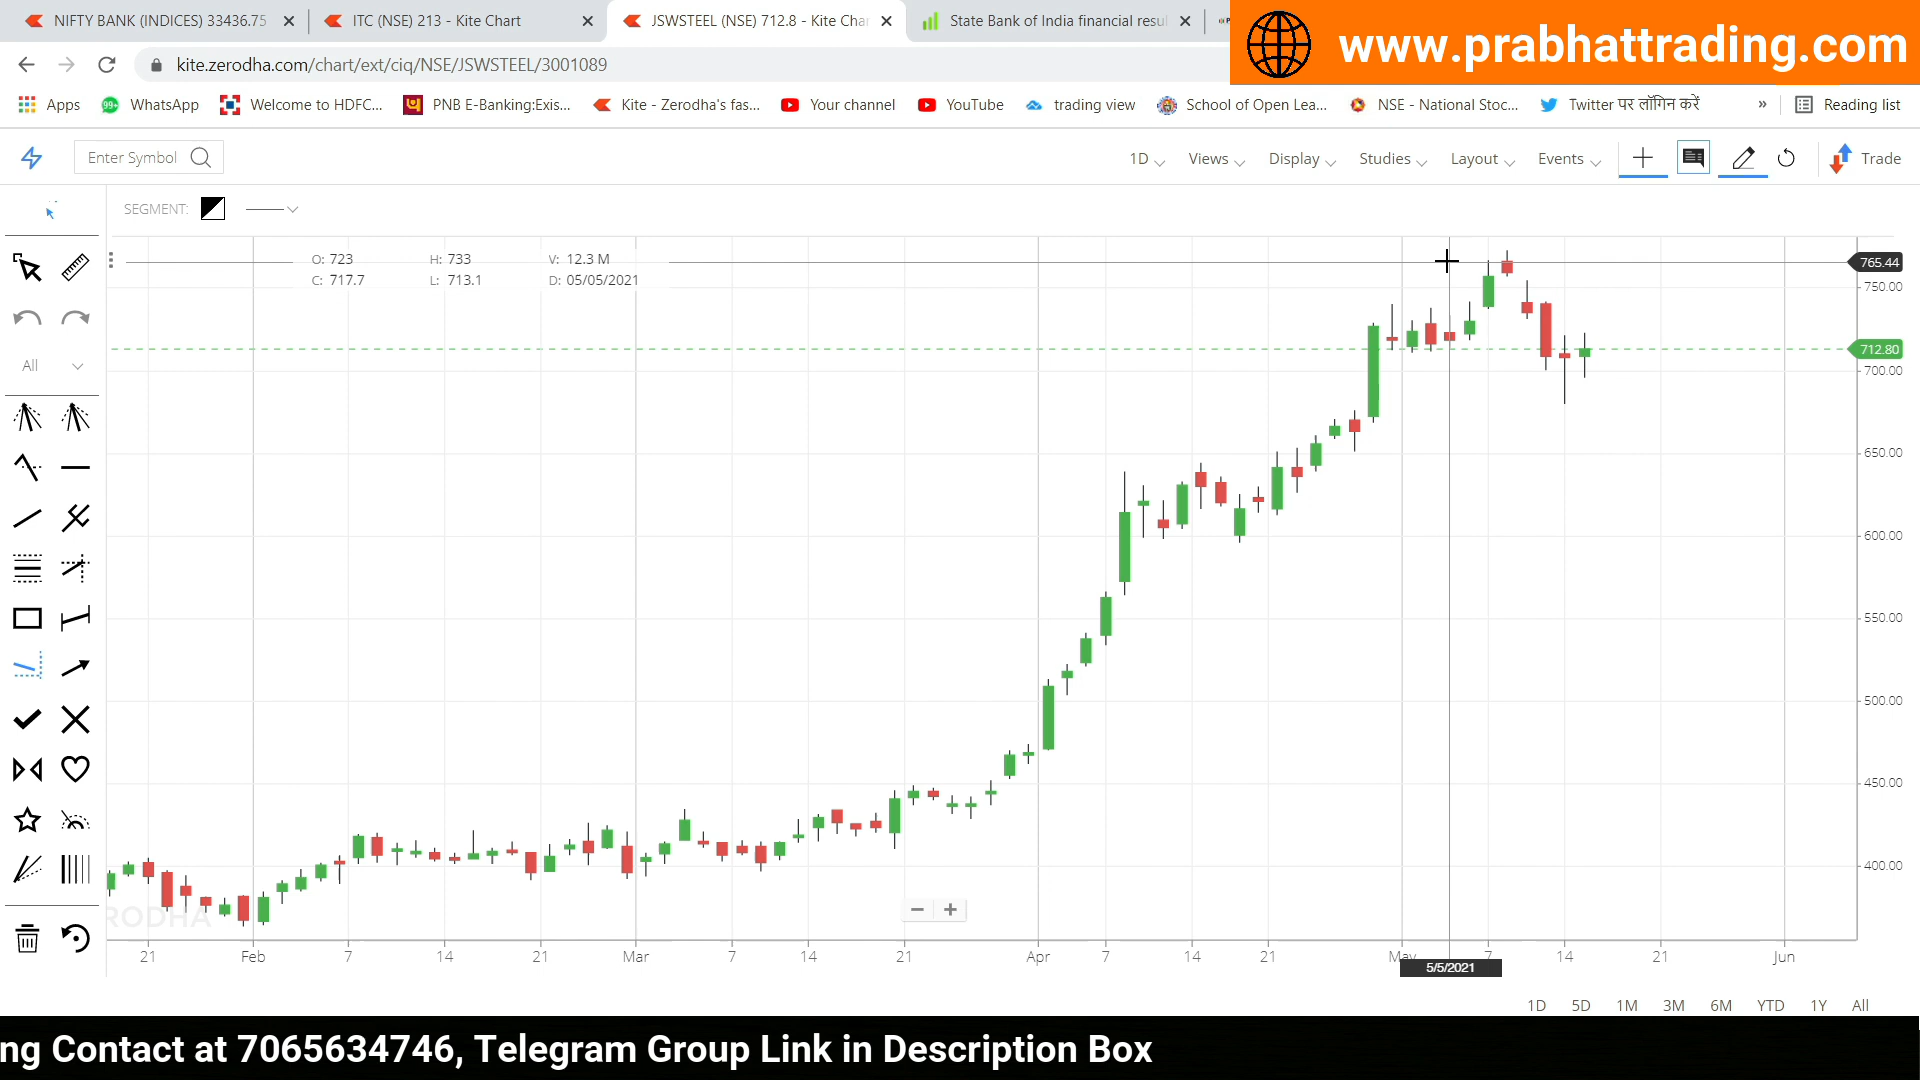 NIFTY BANK (INDICES) 33436.75
ITC (NSE) 213 - Kite Chart
JSWSTEEL (NSE) 712.8 - Kite Char
State Bank of India financial resul
www.prabhattrading.com
kite.zerodha.com/chart/ext/ciq/NSE/JSWSTEEL/3001089
Apps
99+
WhatsApp
Welcome to HDFC...
PNB E-Banking:Exis...
Kite - Zerodha's fas...
Your channel
YouTube
trading view
School of Open Lea...
NSE - National Stoc...
Twitter पर लॉगिन करें
»
Reading list
Enter Symbol
1D
Views
Display
Studies
Layout
Events
Trade
SEGMENT:
O: 723 H: 733 V: 12.3 M
C: 717.7 L: 713.1 D: 05/05/2021
All
765.44
750.00
712.80
700.00
650.00
600.00
550.00
500.00
450.00
400.00
RODHA
21 Feb 7 14 21 Mar 7 14 21 Apr 7 14 21 May 7 14 21 Jun
5/5/2021
1D 5D 1M 3M 6M YTD 1Y All
ng Contact at 7065634746, Telegram Group Link in Description Box